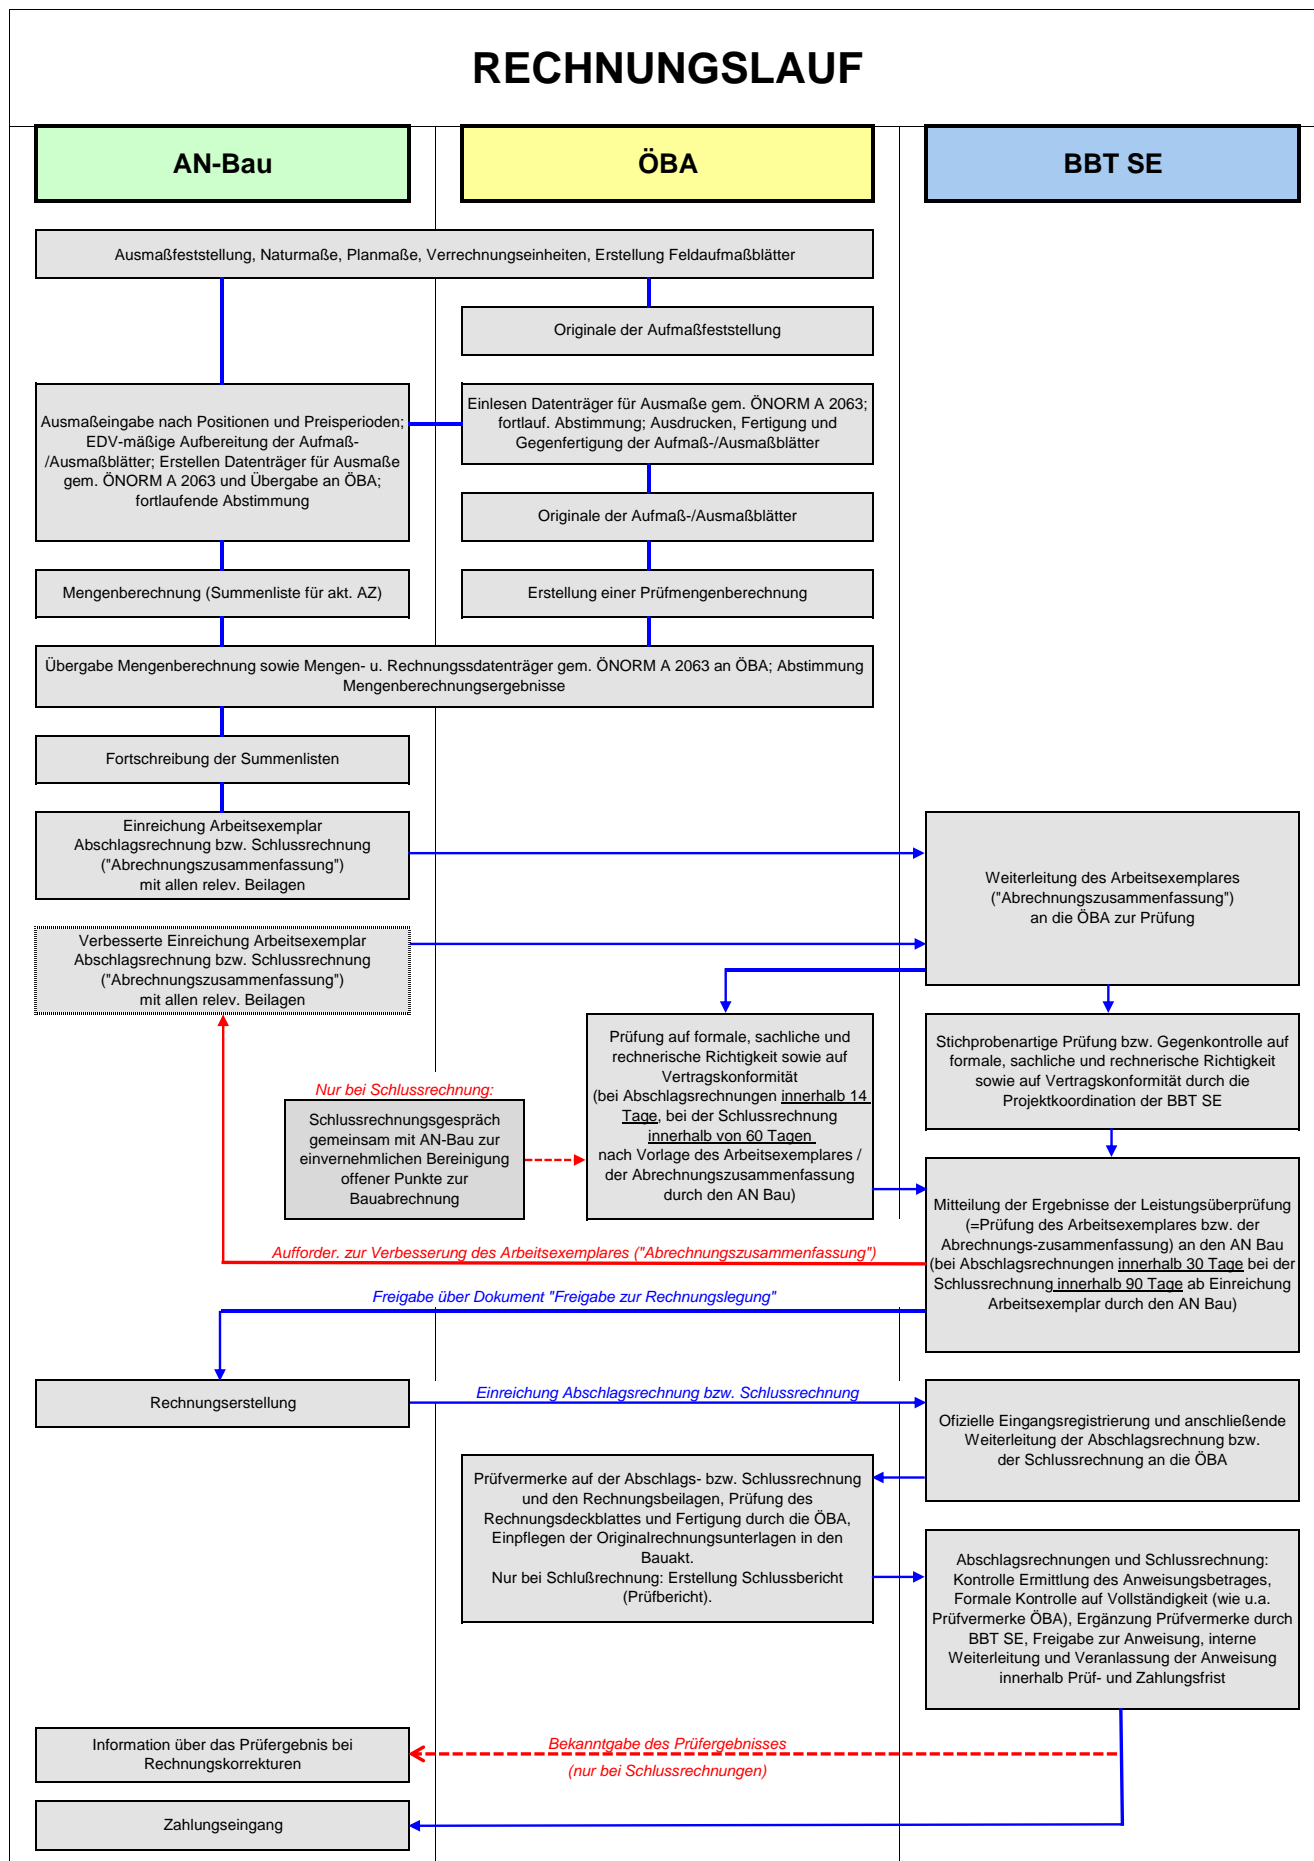 RECHNUNGSLAUF
AN-Bau
ÖBA
BBT SE
Ausmaßfeststellung, Naturmaße, Planmaße, Verrechnungseinheiten, Erstellung Feldaufmaßblätter
Originale der Aufmaßfeststellung
Ausmaßeingabe nach Positionen und Preisperioden;
EDV-mäßige Aufbereitung der Aufmaß-
/Ausmaßblätter; Erstellen Datenträger für Ausmaße
gem. ÖNORM A 2063 und Übergabe an ÖBA;
fortlaufende Abstimmung
Einlesen Datenträger für Ausmaße gem. ÖNORM A 2063;
fortlauf. Abstimmung; Ausdrucken, Fertigung und
Gegenfertigung der Aufmaß-/Ausmaßblätter
Originale der Aufmaß-/Ausmaßblätter
Mengenberechnung (Summenliste für akt. AZ)
Erstellung einer Prüfmengenberechnung
Übergabe Mengenberechnung sowie Mengen- u. Rechnungssdatenträger gem. ÖNORM A 2063 an ÖBA; Abstimmung
Mengenberechnungsergebnisse
Fortschreibung der Summenlisten
Einreichung Arbeitsexemplar
Abschlagsrechnung bzw. Schlussrechnung
("Abrechnungszusammenfassung")
mit allen relev. Beilagen
Weiterleitung des Arbeitsexemplares
("Abrechnungszusammenfassung")
an die ÖBA zur Prüfung
Verbesserte Einreichung Arbeitsexemplar
Abschlagsrechnung bzw. Schlussrechnung
("Abrechnungszusammenfassung")
mit allen relev. Beilagen
Prüfung auf formale, sachliche und
rechnerische Richtigkeit sowie auf
Vertragskonformität
(bei Abschlagsrechnungen innerhalb 14
Tage, bei der Schlussrechnung
innerhalb von 60 Tagen
nach Vorlage des Arbeitsexemplares /
der Abrechnungszusammenfassung
durch den AN Bau)
Stichprobenartige Prüfung bzw. Gegenkontrolle auf
formale, sachliche und rechnerische Richtigkeit
sowie auf Vertragskonformität durch die
Projektkoordination der BBT SE
Nur bei Schlussrechnung:
Schlussrechnungsgespräch
gemeinsam mit AN-Bau zur
einvernehmlichen Bereinigung
offener Punkte zur
Bauabrechnung
Mitteilung der Ergebnisse der Leistungsüberprüfung
(=Prüfung des Arbeitsexemplares bzw. der
Abrechnungs-zusammenfassung) an den AN Bau
(bei Abschlagsrechnungen innerhalb 30 Tage bei der
Schlussrechnung innerhalb 90 Tage ab Einreichung
Arbeitsexemplar durch den AN Bau)
Aufforder. zur Verbesserung des Arbeitsexemplares ("Abrechnungszusammenfassung")
Freigabe über Dokument "Freigabe zur Rechnungslegung"
Rechnungserstellung
Einreichung Abschlagsrechnung bzw. Schlussrechnung
Ofizielle Eingangsregistrierung und anschließende
Weiterleitung der Abschlagsrechnung bzw.
der Schlussrechnung an die ÖBA
Prüfvermerke auf der Abschlags- bzw. Schlussrechnung
und den Rechnungsbeilagen, Prüfung des
Rechnungsdeckblattes und Fertigung durch die ÖBA,
Einpflegen der Originalrechnungsunterlagen in den
Bauakt.
Nur bei Schlußrechnung: Erstellung Schlussbericht
(Prüfbericht).
Abschlagsrechnungen und Schlussrechnung:
Kontrolle Ermittlung des Anweisungsbetrages,
Formale Kontrolle auf Vollständigkeit (wie u.a.
Prüfvermerke ÖBA), Ergänzung Prüfvermerke durch
BBT SE, Freigabe zur Anweisung, interne
Weiterleitung und Veranlassung der Anweisung
innerhalb Prüf- und Zahlungsfrist
Information über das Prüfergebnis bei
Rechnungskorrekturen
Bekanntgabe des Prüfergebnisses
(nur bei Schlussrechnungen)
Zahlungseingang